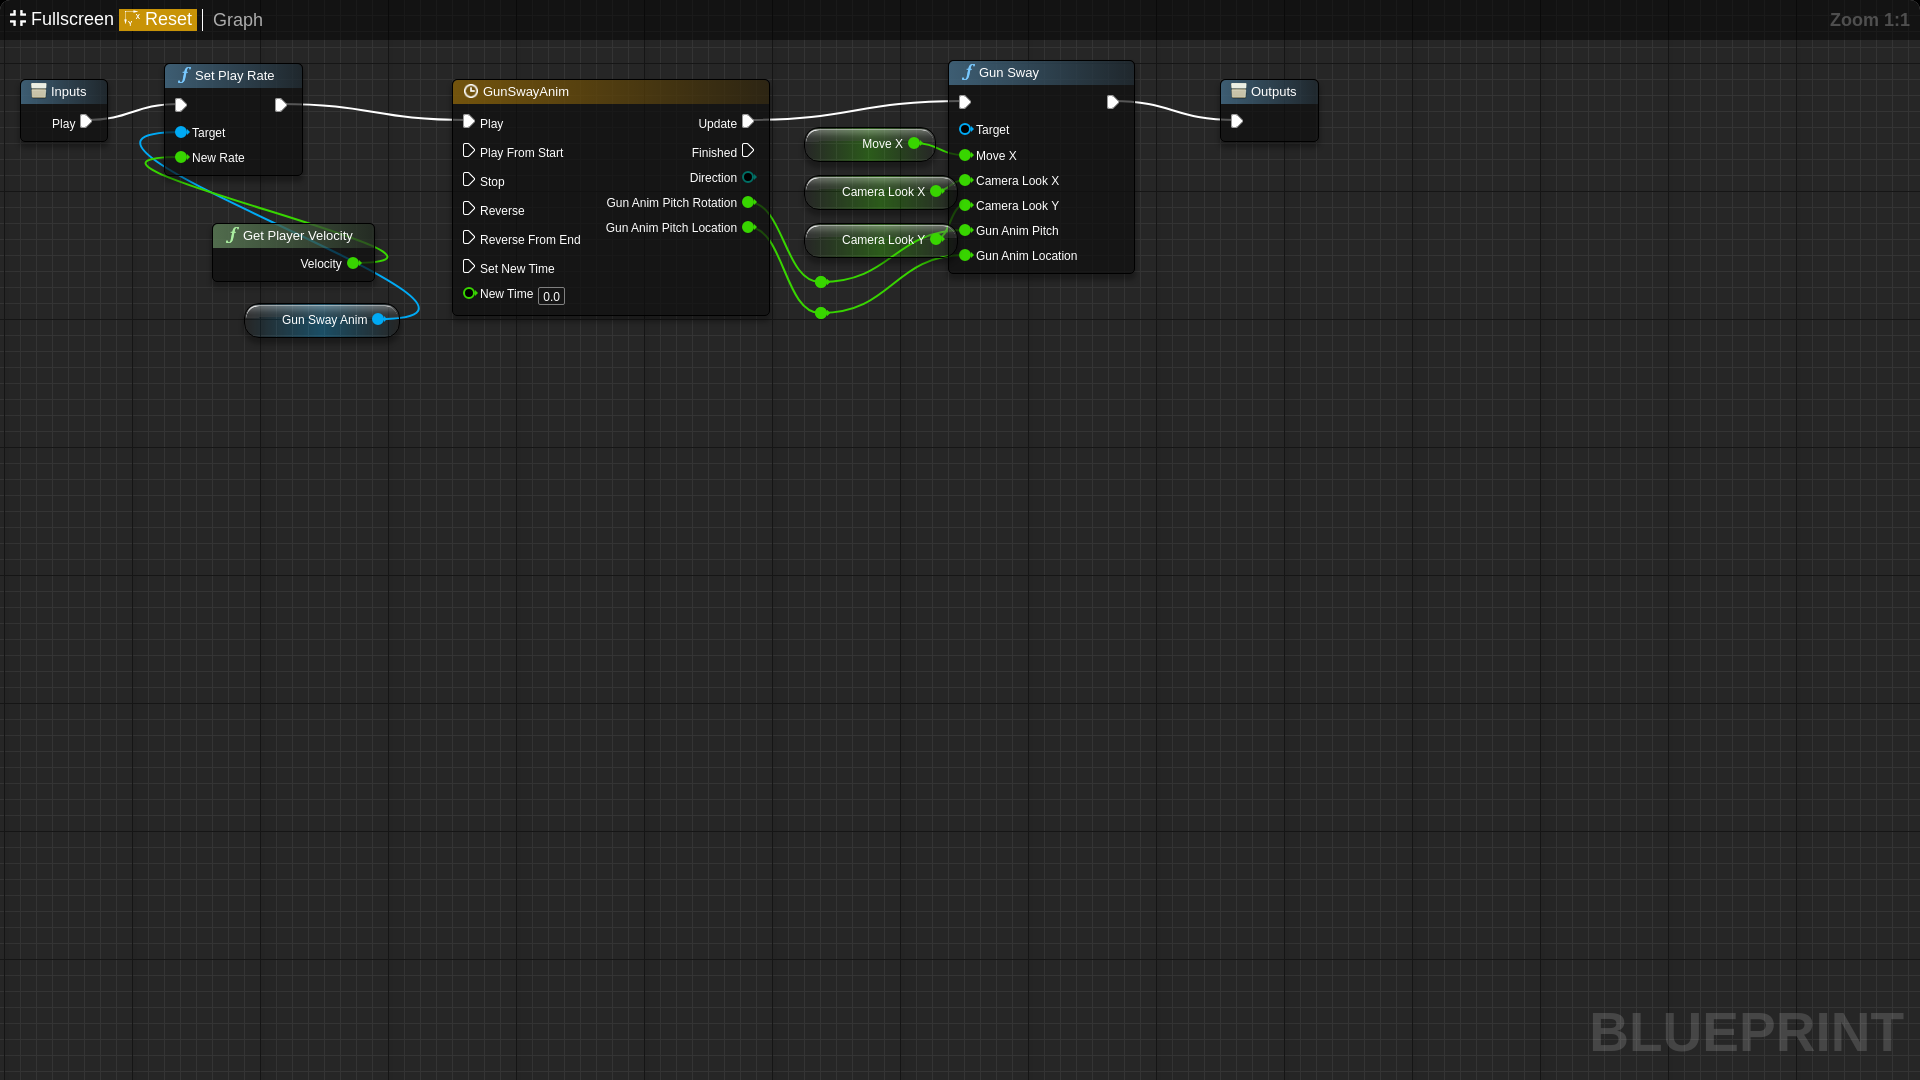 Fullscreen Reset Graph Zoom 1:1
Inputs
Play
Set Play Rate
Target
New Rate
Get Player Velocity
Velocity
Gun Sway Anim
GunSwayAnim
Play Update
Play From Start Finished
Stop Direction
Reverse Gun Anim Pitch Rotation
Reverse From End Gun Anim Pitch Location
Set New Time
New Time 0.0
Move X
Camera Look X
Camera Look Y
Gun Sway
Target
Move X
Camera Look X
Camera Look Y
Gun Anim Pitch
Gun Anim Location
Outputs
BLUEPRINT